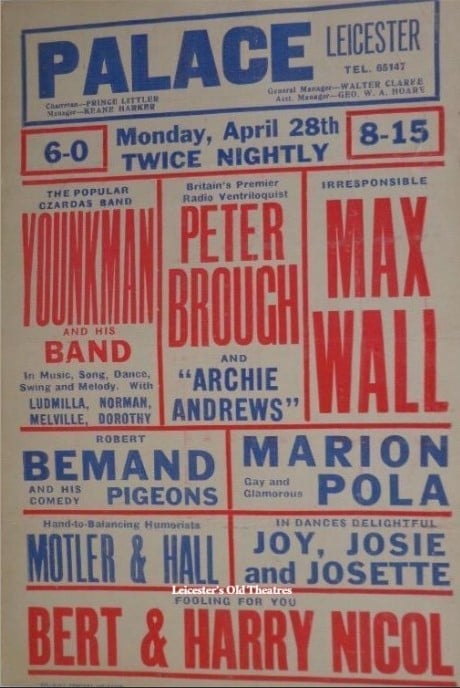 PALACE LEICESTER
TEL. 65147
Chairman—PRINCE LITTLER
Manager—KEANE HARKER
General Manager—WALTER CLARKE
Asst. Manager—GEO. W. A. HOARE
6-0
Monday, April 28th
TWICE NIGHTLY
8-15
THE POPULAR
CZARDAS BAND
YOUNKMAN
AND HIS
BAND
In Music, Song, Dance,
Swing and Melody. With
LUDMILLA, NORMAN,
MELVILLE, DOROTHY
Britain's Premier
Radio Ventriloquist
PETER
BROUGH
AND
"ARCHIE
ANDREWS"
IRRESPONSIBLE
MAX
WALL
ROBERT
BEMAND
AND HIS
COMEDY PIGEONS
MARION
Gay and
Glamorous POLA
Hand-to-Balancing Humorists
MOTLER & HALL
IN DANCES DELIGHTFUL
JOY, JOSIE
and JOSETTE
Leicester's Old Theatres
FOOLING FOR YOU
BERT & HARRY NICOL